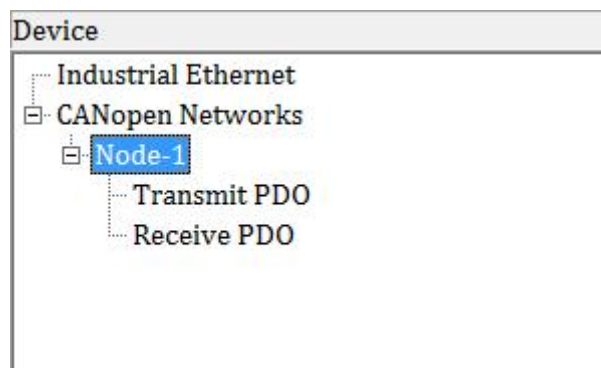 Device
Industrial Ethernet
CANopen Networks
Node-1
Transmit PDO
Receive PDO